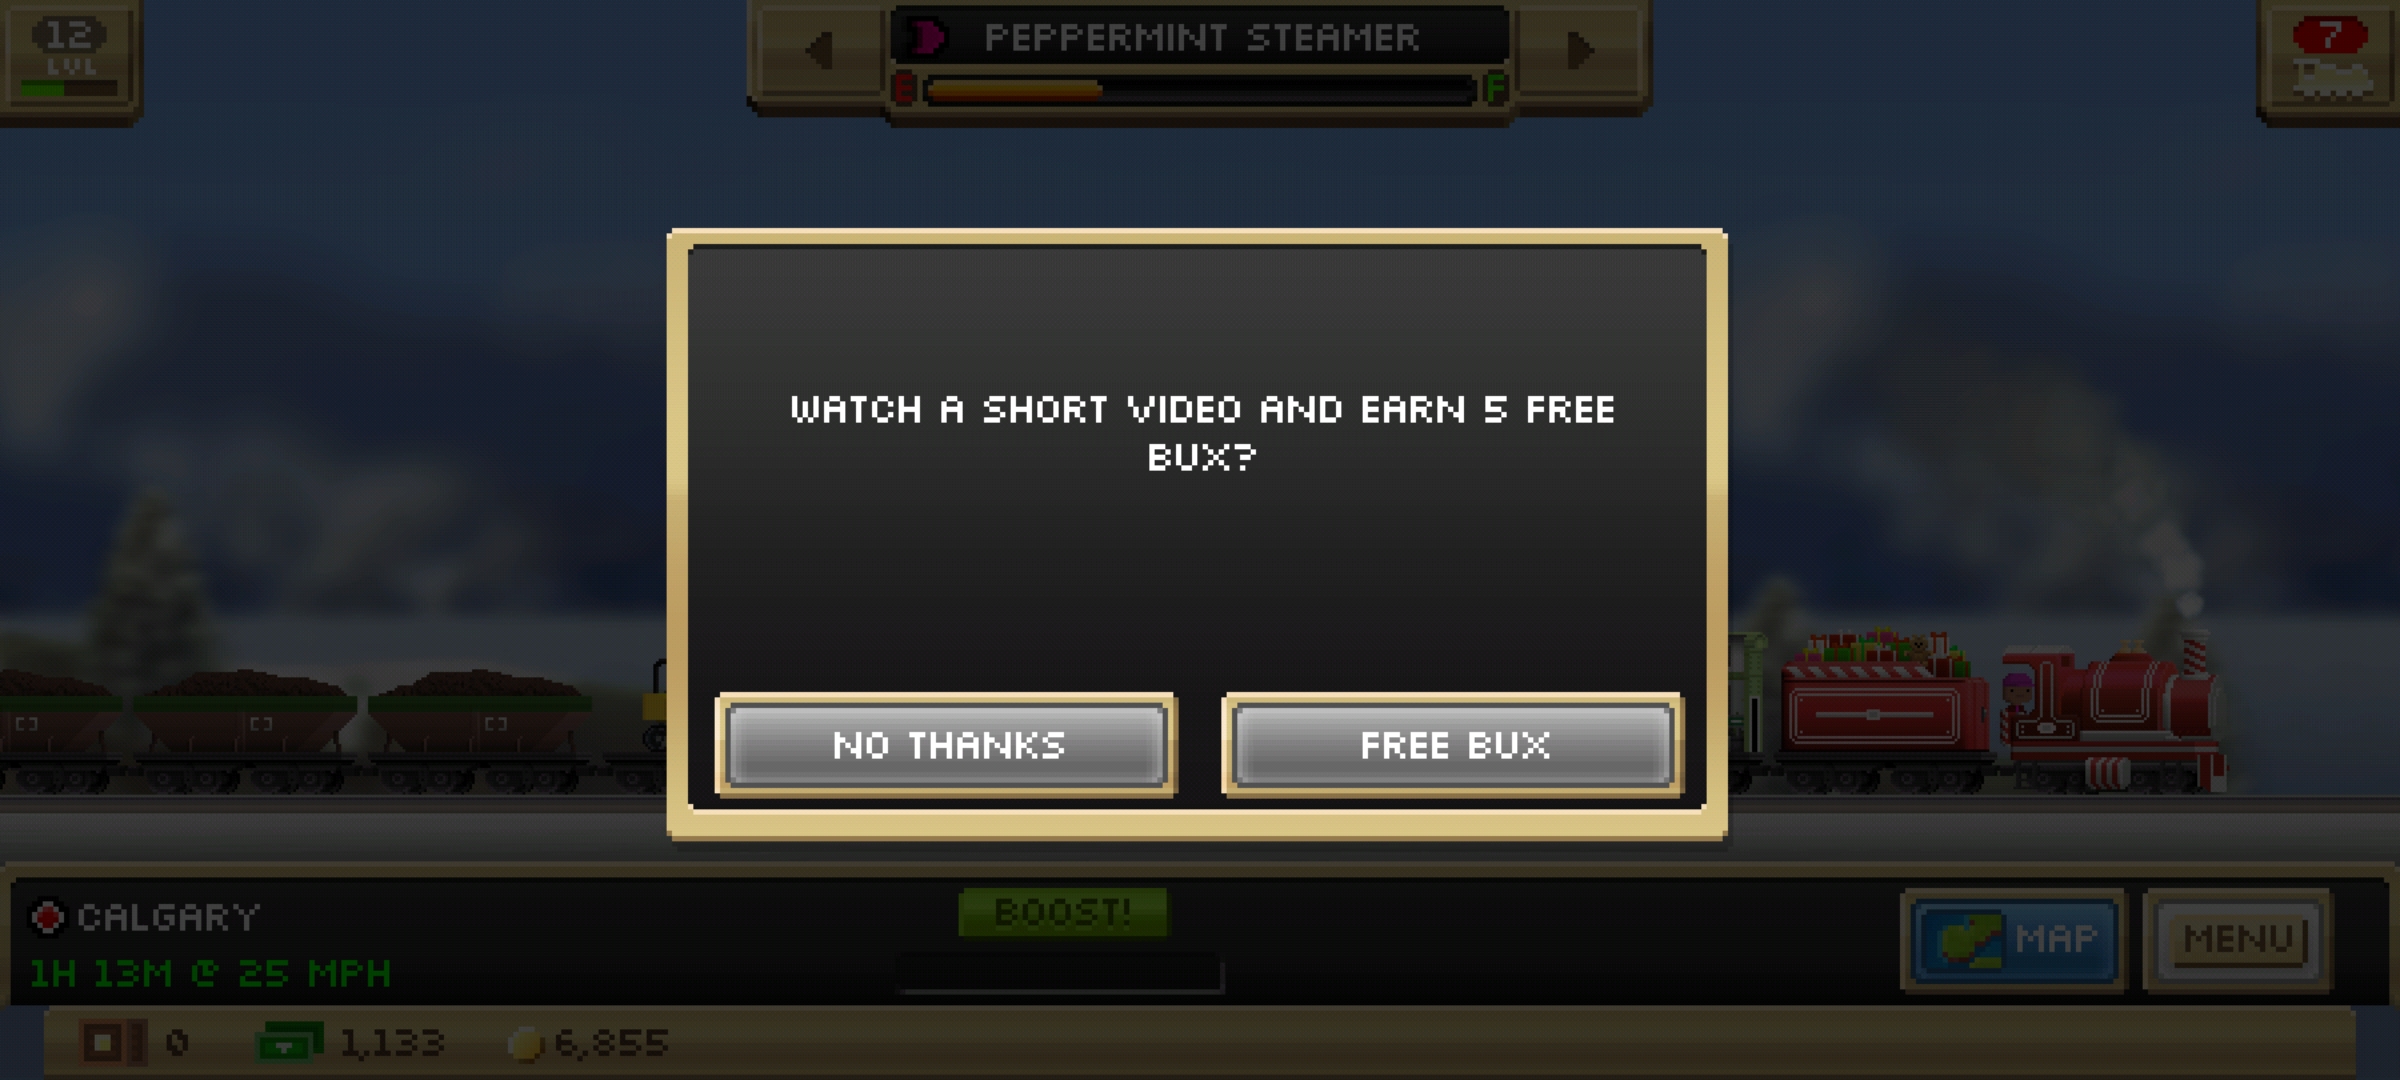 12
LVL
PEPPERMINT STEAMER
E F
7
WATCH A SHORT VIDEO AND EARN 5 FREE
BUX?
NO THANKS
FREE BUX
CALGARY
1H 13M @ 25 MPH
BOOST!
MAP
MENU
0
1,133
6,855